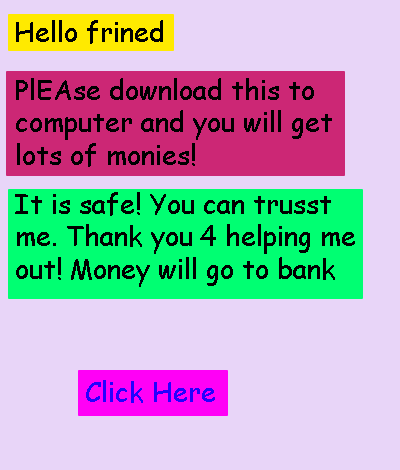 Hello frined
PlEAse download this to
computer and you will get
lots of monies!
It is safe! You can trusst
me. Thank you 4 helping me
out! Money will go to bank
Click Here